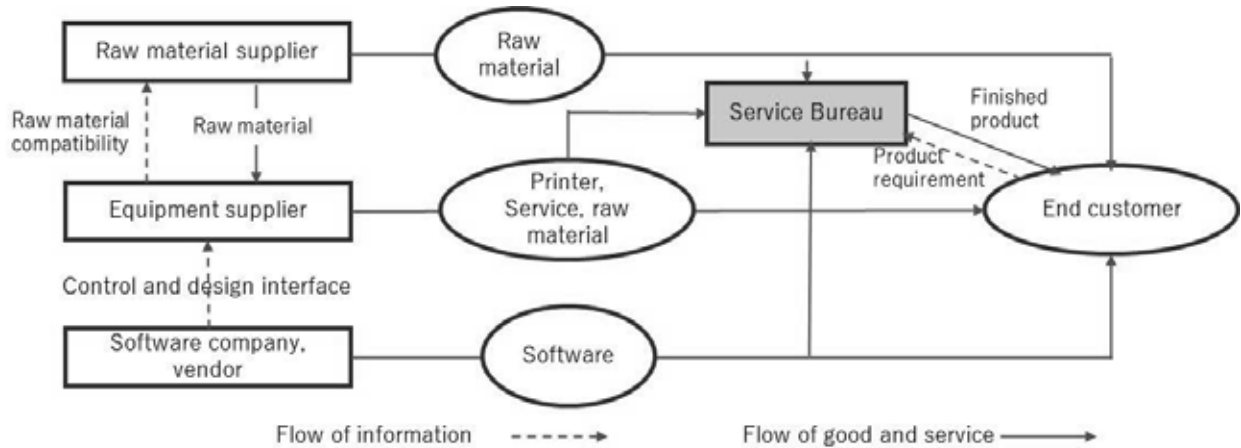 Raw material supplier
Raw
material
Service Bureau
Finished
product
Raw material
compatibility
Raw material
Product
requirement
Equipment supplier
Printer,
Service, raw
material
End customer
Control and design interface
Software company,
vendor
Software
Flow of information
Flow of good and service